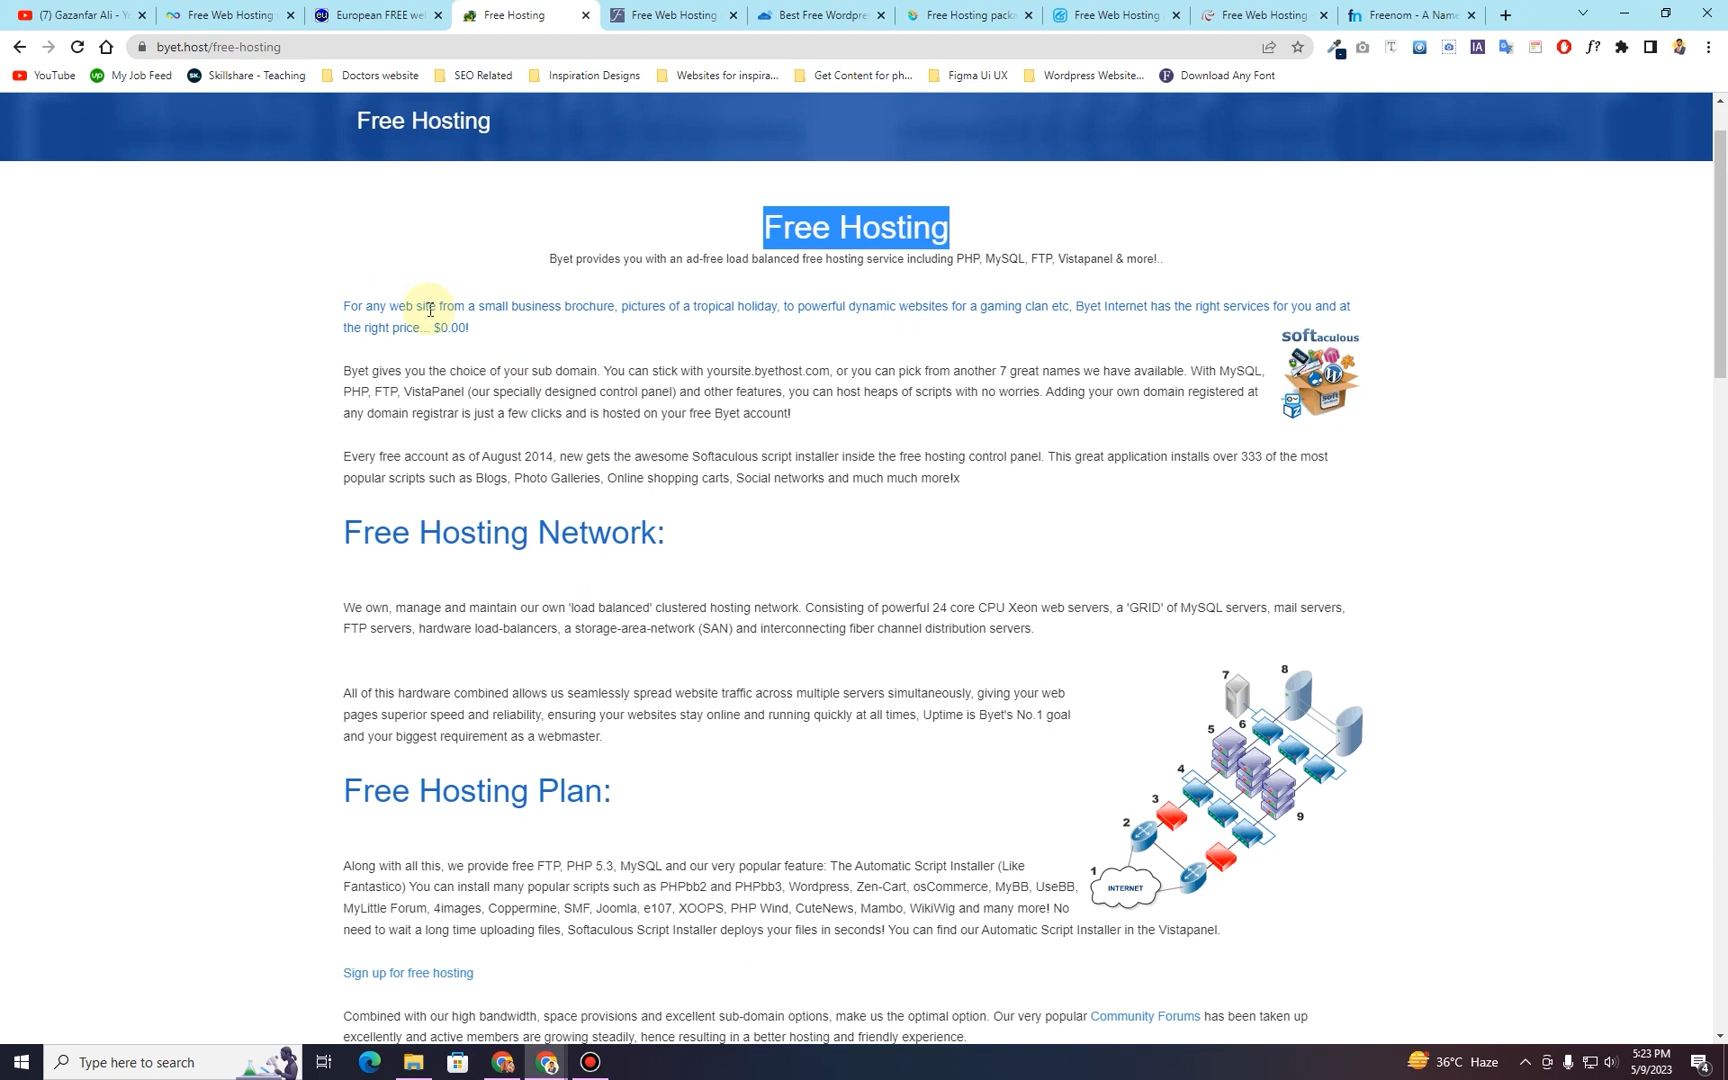 (7) Gazanfar Ali - Y
Free Web Hosting
European FREE wel
Free Hosting
Free Web Hosting
Best Free Wordpre
Free Hosting pack
Free Web Hosting
Free Web Hosting
Freenom - A Name
byet.host/free-hosting
YouTube
My Job Feed
Skillshare - Teaching
Doctors website
SEO Related
Inspiration Designs
Websites for inspira...
Get Content for ph...
Figma Ui UX
Wordpress Website...
Download Any Font
Free Hosting
Free Hosting
Byet provides you with an ad-free load balanced free hosting service including PHP, MySQL, FTP, Vistapanel & more!..
For any web site from a small business brochure, pictures of a tropical holiday, to powerful dynamic websites for a gaming clan etc, Byet Internet has the right services for you and at
the right price... $0.00!
softaculous
Byet gives you the choice of your sub domain. You can stick with yoursite.byethost.com, or you can pick from another 7 great names we have available. With MySQL,
PHP, FTP, VistaPanel (our specially designed control panel) and other features, you can host heaps of scripts with no worries. Adding your own domain registered at
any domain registrar is just a few clicks and is hosted on your free Byet account!
Every free account as of August 2014, new gets the awesome Softaculous script installer inside the free hosting control panel. This great application installs over 333 of the most
popular scripts such as Blogs, Photo Galleries, Online shopping carts, Social networks and much much more!x
Free Hosting Network:
We own, manage and maintain our own 'load balanced' clustered hosting network. Consisting of powerful 24 core CPU Xeon web servers, a 'GRID' of MySQL servers, mail servers,
FTP servers, hardware load-balancers, a storage-area-network (SAN) and interconnecting fiber channel distribution servers.
All of this hardware combined allows us seamlessly spread website traffic across multiple servers simultaneously, giving your web
pages superior speed and reliability, ensuring your websites stay online and running quickly at all times, Uptime is Byet's No.1 goal
and your biggest requirement as a webmaster.
7 8
5 6
4
3
2
9
1
INTERNET
Free Hosting Plan:
Along with all this, we provide free FTP, PHP 5.3, MySQL and our very popular feature: The Automatic Script Installer (Like
Fantastico) You can install many popular scripts such as PHPbb2 and PHPbb3, Wordpress, Zen-Cart, osCommerce, MyBB, UseBB,
MyLittle Forum, 4images, Coppermine, SMF, Joomla, e107, XOOPS, PHP Wind, CuteNews, Mambo, WikiWig and many more! No
need to wait a long time uploading files, Softaculous Script Installer deploys your files in seconds! You can find our Automatic Script Installer in the Vistapanel.
Sign up for free hosting
Combined with our high bandwidth, space provisions and excellent sub-domain options, make us the optimal option. Our very popular Community Forums has been taken up
excellently and active members are growing steadily, hence resulting in a better hosting and friendly experience.
Type here to search
36°C Haze
5:23 PM
5/9/2023
4